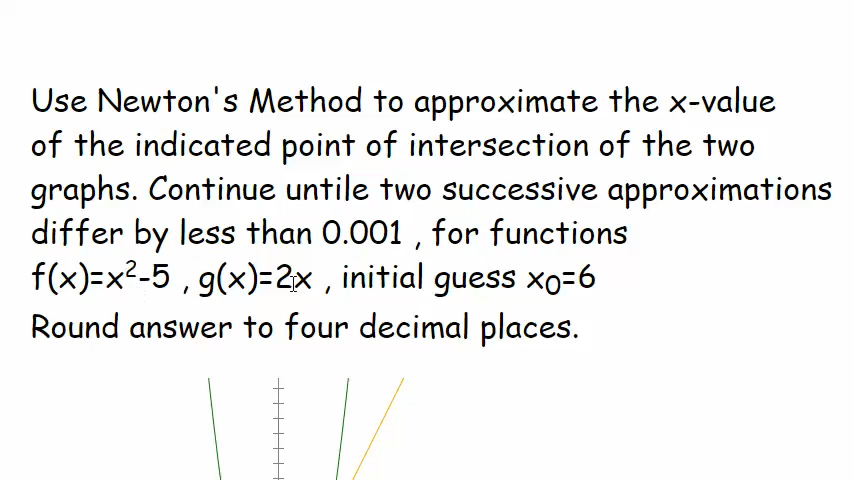 Use Newton's Method to approximate the x-value
of the indicated point of intersection of the two
graphs. Continue untile two successive approximations
differ by less than 0.001 , for functions
f(x)=x²-5 , g(x)=2x , initial guess x₀=6
Round answer to four decimal places.